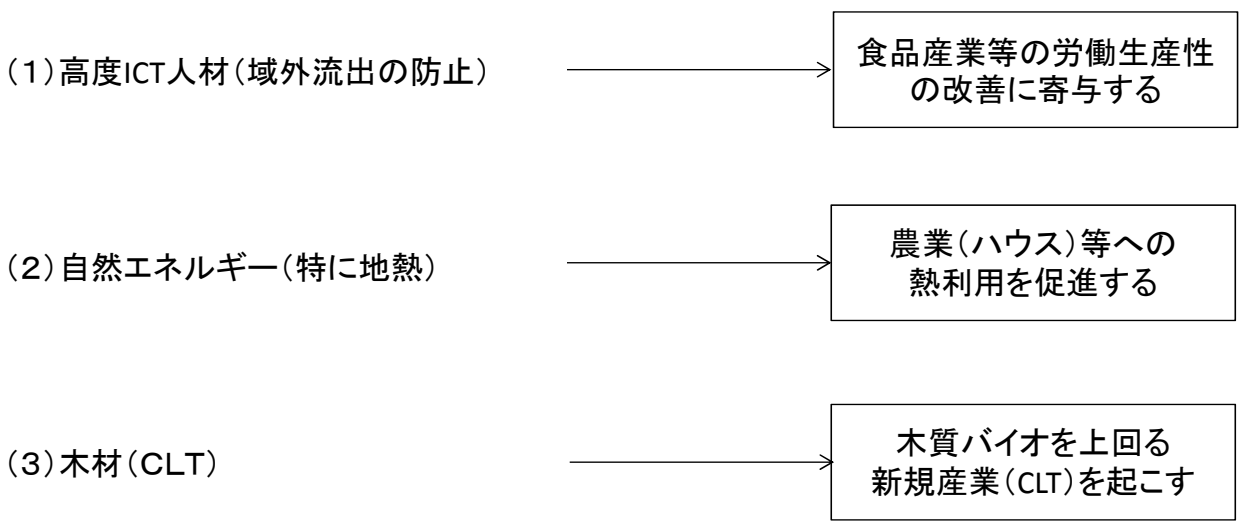 (1)高度ICT人材(域外流出の防止)
食品産業等の労働生産性
の改善に寄与する
(2)自然エネルギー(特に地熱)
農業(ハウス)等への
熱利用を促進する
(3)木材(CLT)
木質バイオを上回る
新規産業(CLT)を起こす